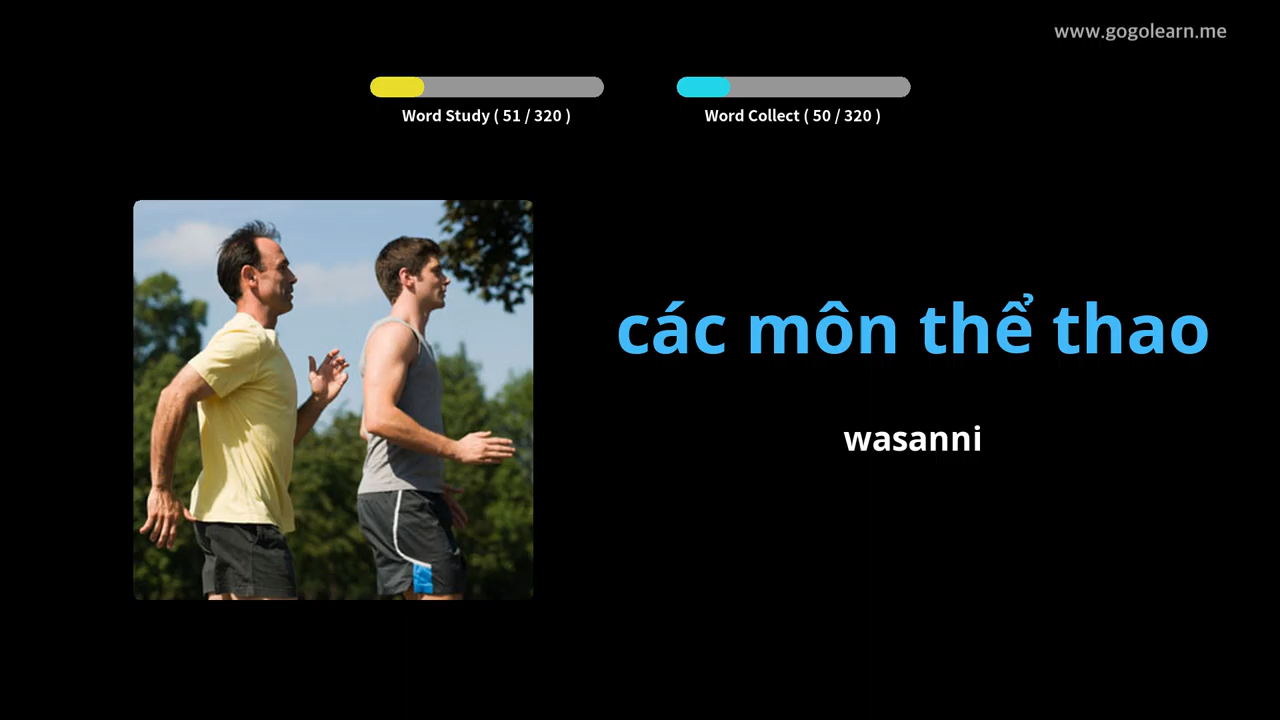 www.gogolearn.me
Word Study ( 51 / 320 )
Word Collect ( 50 / 320 )
các môn thể thao
wasanni